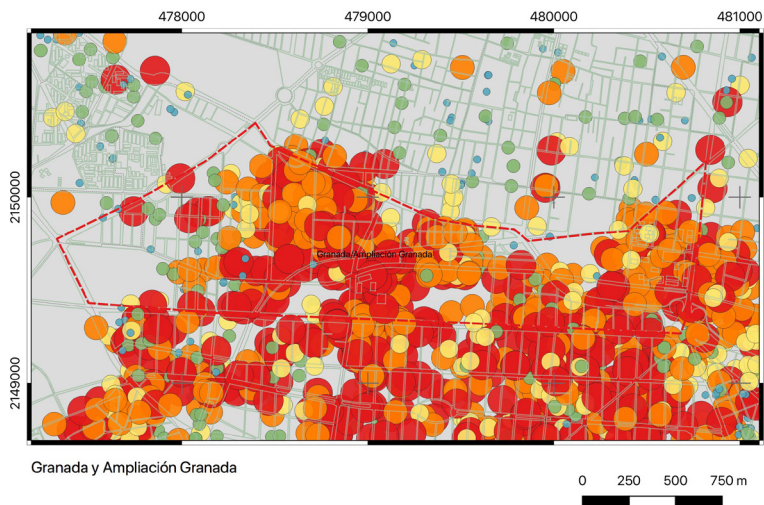 478000 479000 480000 481000
2150000
Granada/Ampliación Granada
2149000
Granada y Ampliación Granada
0 250 500 750 m